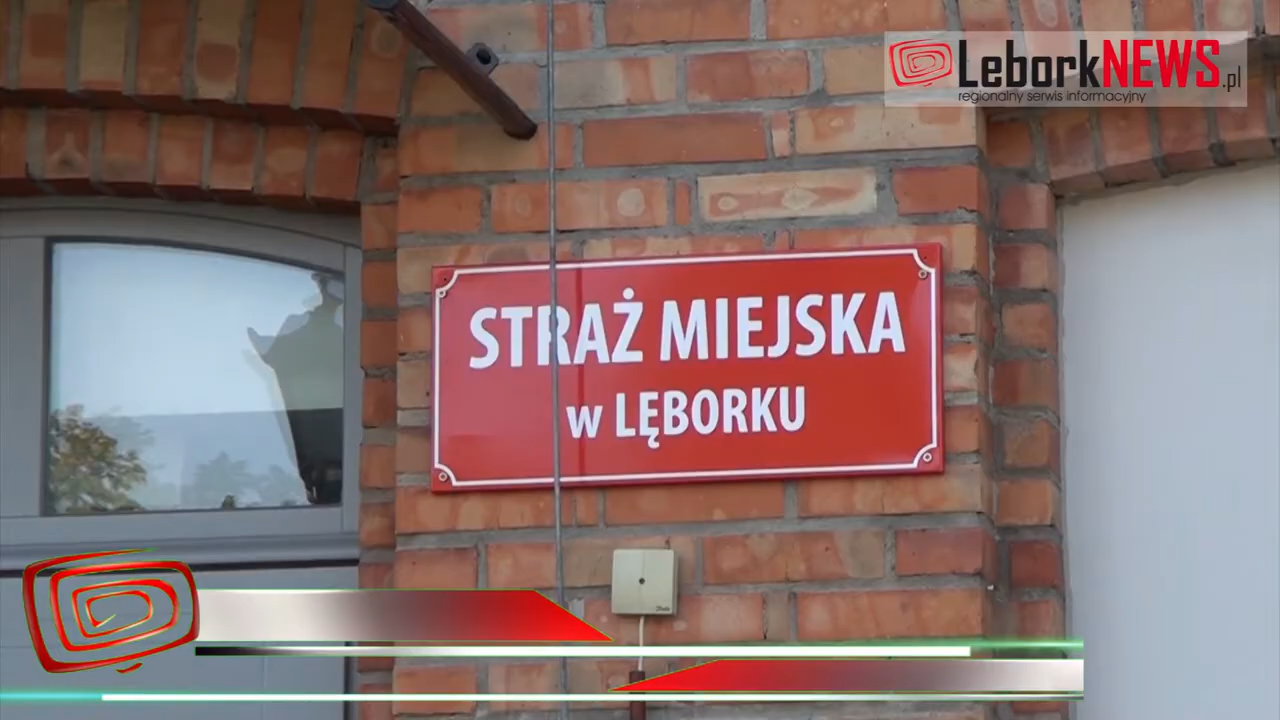 LeborkNEWS.pl
regionalny serwis informacyjny
STRAŻ MIEJSKA
w LĘBORKU